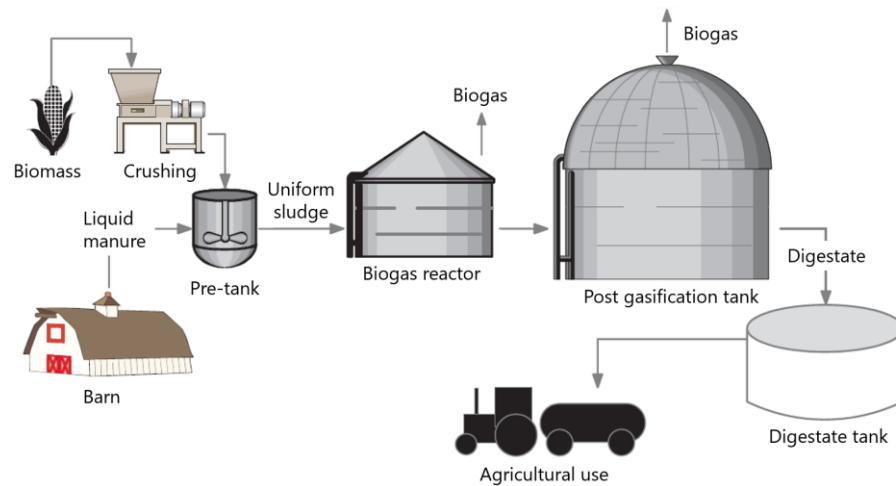 Biogas
Biogas
Biomass
Crushing
Uniform
sludge
Liquid
manure
Biogas reactor
Digestate
Pre-tank
Post gasification tank
Barn
Digestate tank
Agricultural use